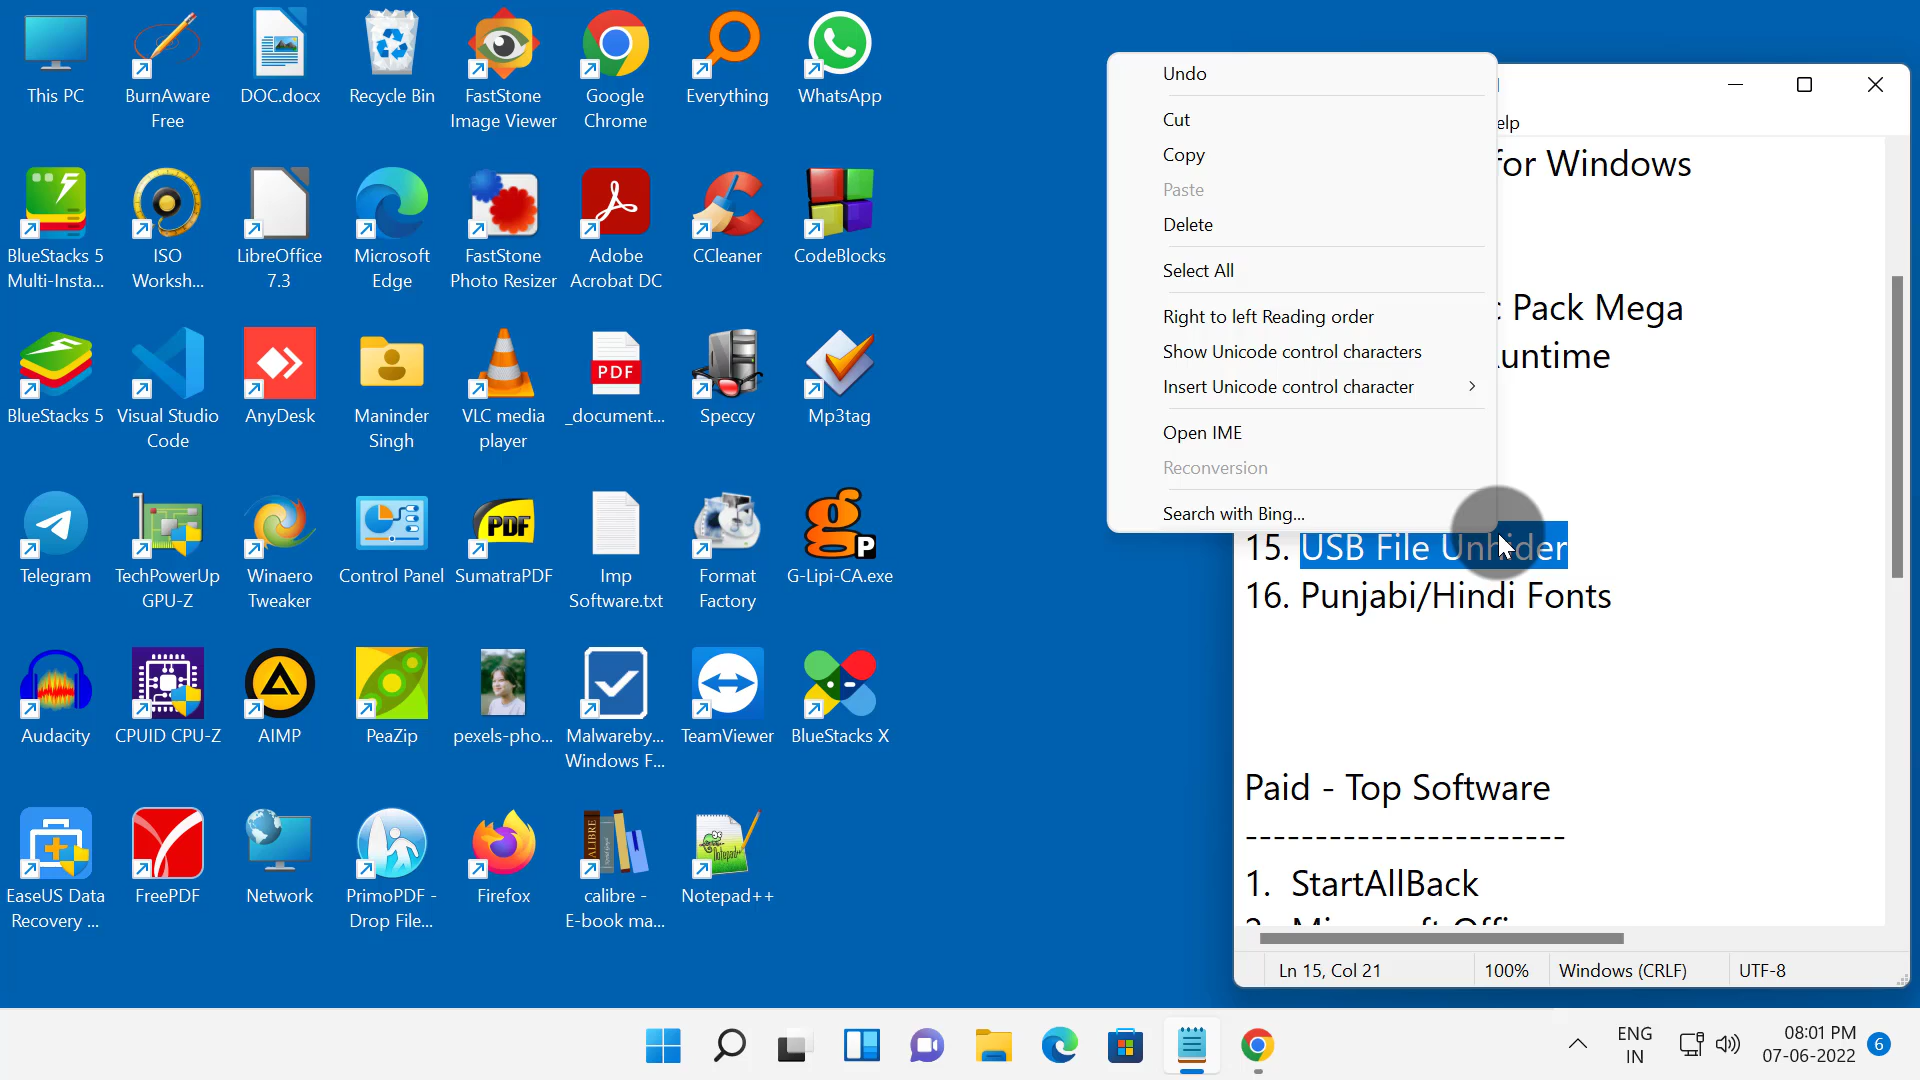 This PC
BurnAware
Free
DOC.docx
Recycle Bin
FastStone
Image Viewer
Google
Chrome
Everything
WhatsApp
BlueStacks 5
Multi-Insta...
ISO
Worksh...
LibreOffice
7.3
Microsoft
Edge
FastStone
Photo Resizer
Adobe
Acrobat DC
CCleaner
CodeBlocks
BlueStacks 5
Visual Studio
Code
AnyDesk
Maninder
Singh
VLC media
player
PDF
_document...
Speccy
Mp3tag
Telegram
TechPowerUp
GPU-Z
Winaero
Tweaker
Control Panel
PDF
SumatraPDF
Imp
Software.txt
Format
Factory
g
P
G-Lipi-CA.exe
Audacity
CPUID CPU-Z
AIMP
PeaZip
pexels-pho...
Malwareby...
Windows F...
TeamViewer
BlueStacks X
EaseUS Data
Recovery ...
FreePDF
Network
PrimoPDF -
Drop File...
Firefox
CALIBRE
calibre -
E-book ma...
Notepad++
Notepad++
Undo
Cut
Copy
Paste
Delete
Select All
Right to left Reading order
Show Unicode control characters
Insert Unicode control character
Open IME
Reconversion
Search with Bing...
elp
for Windows
c Pack Mega
untime
15. USB File Unhider
16. Punjabi/Hindi Fonts
Paid - Top Software
-----------------------
1. StartAllBack
Ln 15, Col 21
100%
Windows (CRLF)
UTF-8
ENG
IN
08:01 PM
07-06-2022
6